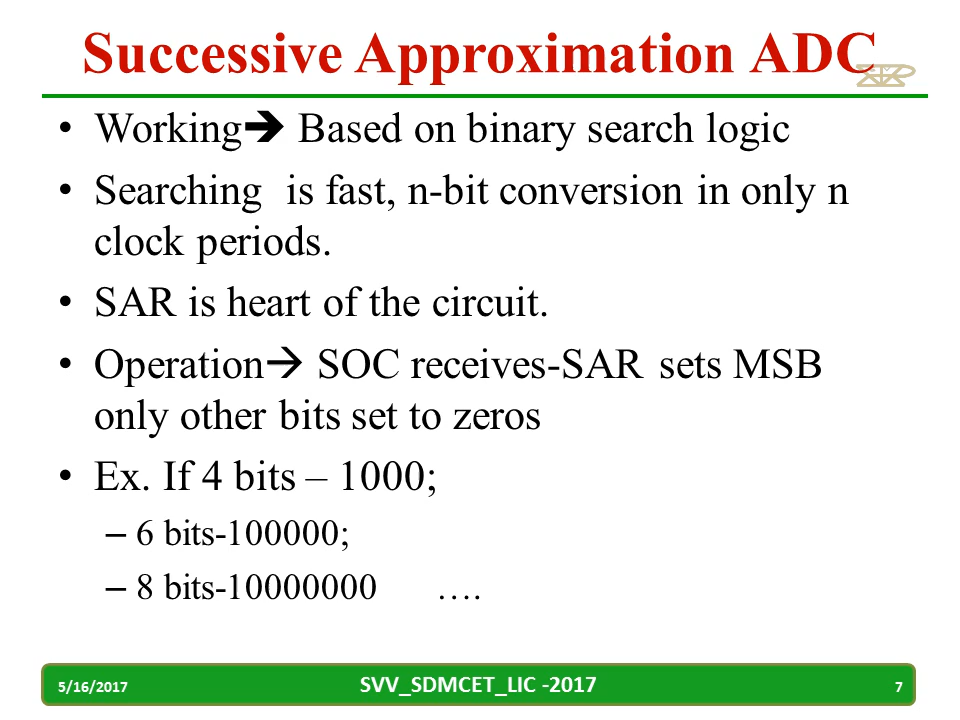 Successive Approximation ADC
• Working🡺 Based on binary search logic
• Searching is fast, n-bit conversion in only n
clock periods.
• SAR is heart of the circuit.
• Operation→ SOC receives-SAR sets MSB
only other bits set to zeros
• Ex. If 4 bits – 1000;
– 6 bits-100000;
– 8 bits-10000000 ….
5/16/2017 SVV_SDMCET_LIC -2017 7